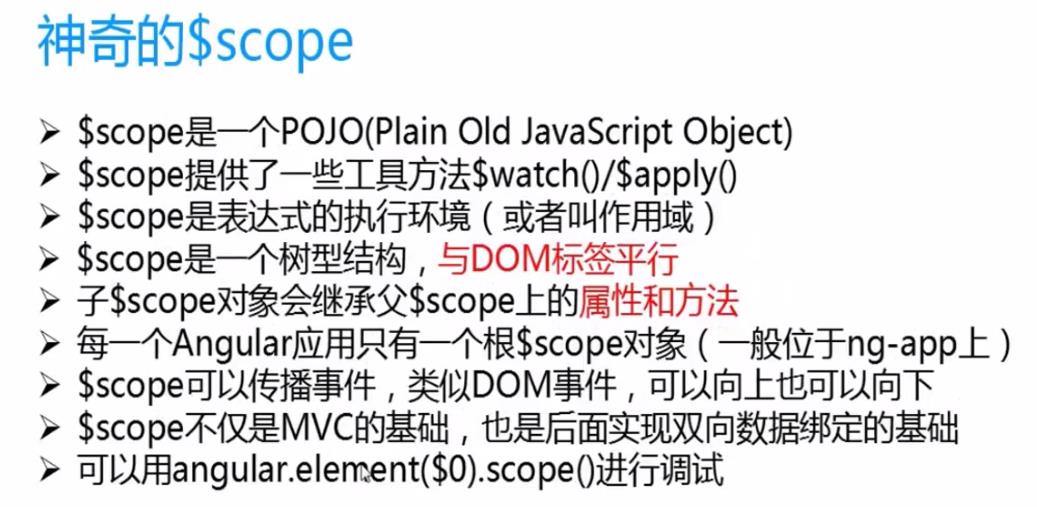 神奇的$scope
➢ $scope是一个POJO(Plain Old JavaScript Object)
➢ $scope提供了一些工具方法$watch()/$apply()
➢ $scope是表达式的执行环境（或者叫作用域）
➢ $scope是一个树型结构，与DOM标签平行
➢ 子$scope对象会继承父$scope上的属性和方法
➢ 每一个Angular应用只有一个根$scope对象（一般位于ng-app上）
➢ $scope可以传播事件，类似DOM事件，可以向上也可以向下
➢ $scope不仅是MVC的基础，也是后面实现双向数据绑定的基础
➢ 可以用angular.element($0).scope()进行调试